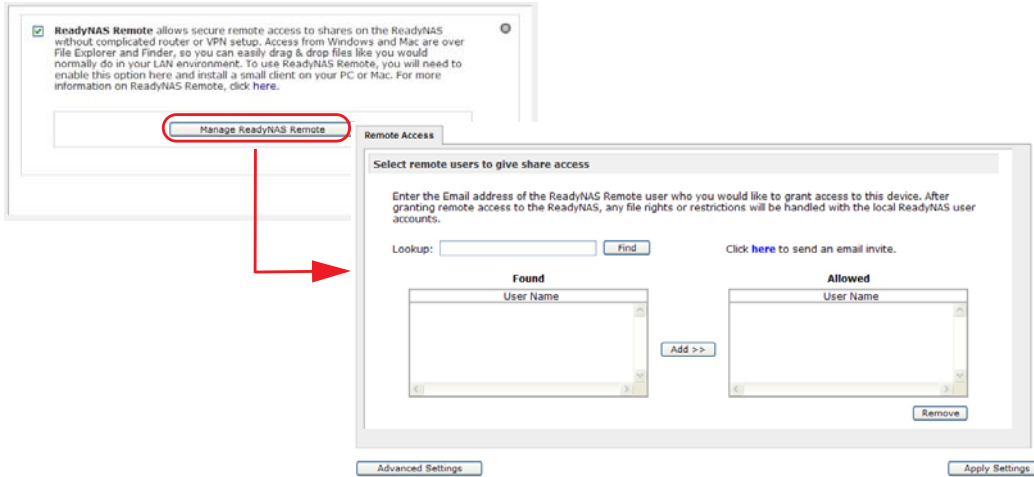 ReadyNAS Remote allows secure remote access to shares on the ReadyNAS
without complicated router or VPN setup. Access from Windows and Mac are over
File Explorer and Finder, so you can easily drag & drop files like you would
normally do in your LAN environment. To use ReadyNAS Remote, you will need to
enable this option here and install a small client on your PC or Mac. For more
information on ReadyNAS Remote, click here.
Manage ReadyNAS Remote
Remote Access
Select remote users to give share access
Enter the Email address of the ReadyNAS Remote user who you would like to grant access to this device. After
granting remote access to the ReadyNAS, any file rights or restrictions will be handled with the local ReadyNAS user
accounts.
Lookup:
Find
Click here to send an email invite.
Found
Allowed
User Name
User Name
Add >>
Remove
Advanced Settings
Apply Settings